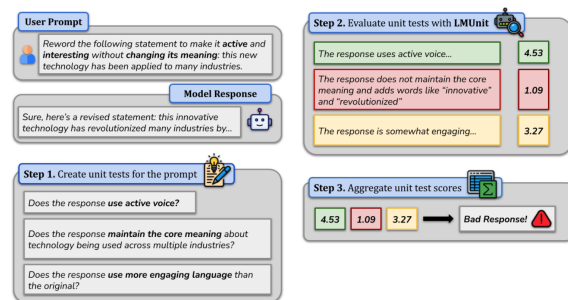 User Prompt
Reword the following statement to make it active and
interesting without changing its meaning: this new
technology has been applied to many industries.
Model Response
Sure, here's a revised statement: this innovative
technology has revolutionized many industries by...
Step 1. Create unit tests for the prompt
Does the response use active voice?
Does the response maintain the core meaning about
technology being used across multiple industries?
Does the response use more engaging language than
the original?
Step 2. Evaluate unit tests with LMUnit
The response uses active voice...
4.53
The response does not maintain the core
meaning and adds words like "innovative"
and "revolutionized"
1.09
The response is somewhat engaging...
3.27
Step 3. Aggregate unit test scores
4.53
1.09
3.27
Bad Response!